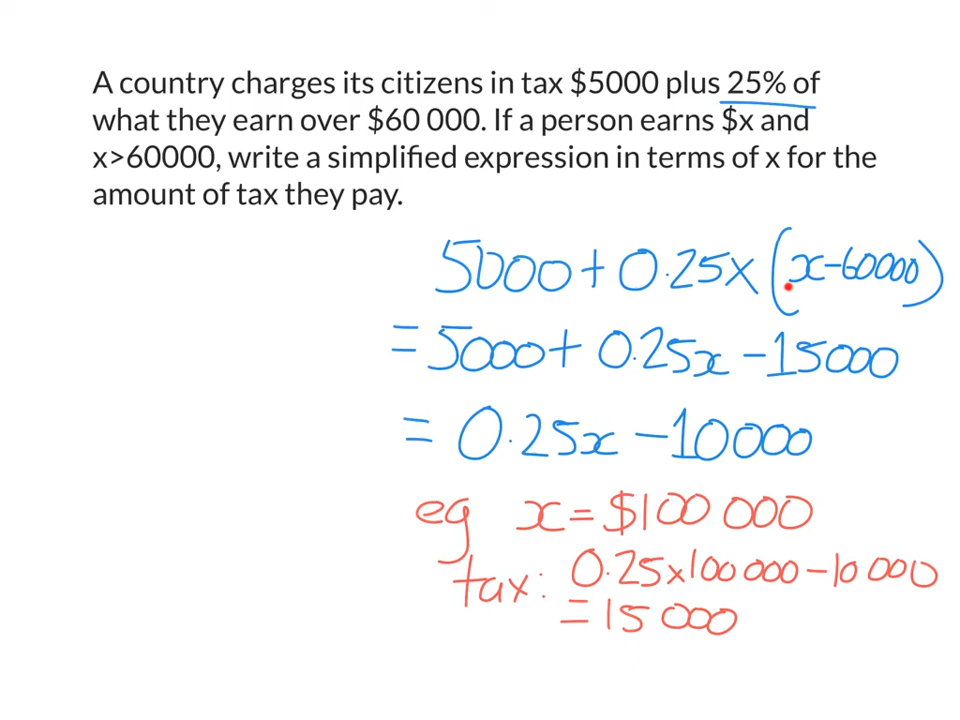 A country charges its citizens in tax $5000 plus 25% of
what they earn over $60 000. If a person earns $x and
x>60000, write a simplified expression in terms of x for the
amount of tax they pay.
5000+0.25×(x-60000)
=5000+0.25x-15000
=0.25x-10000
eg x=$100 000
tax: 0.25×100 000-10 000
=15 000